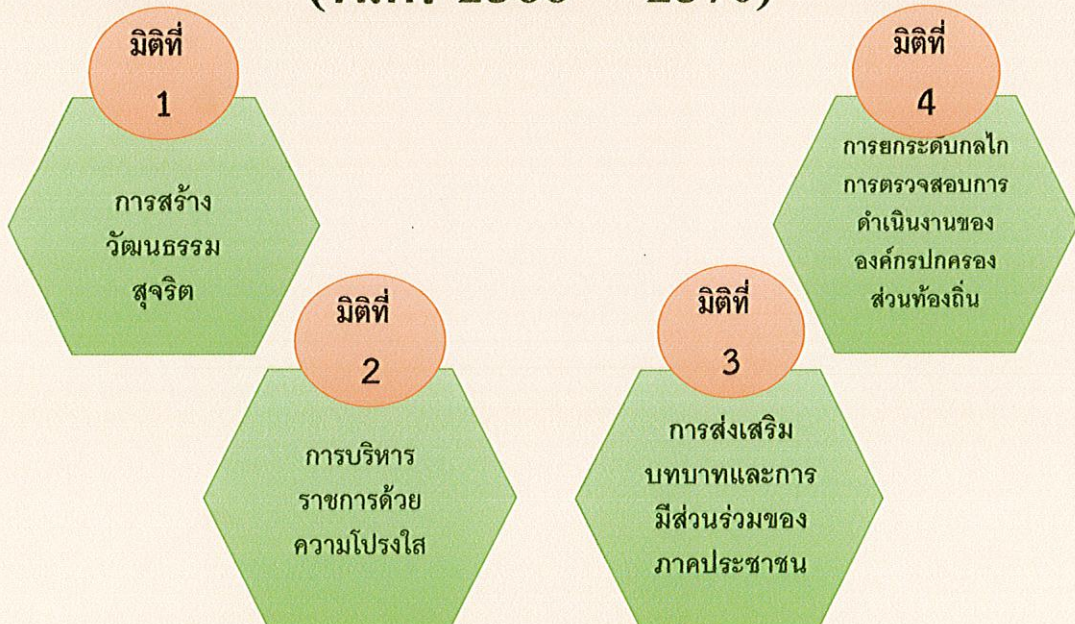 มิติที่
1
การสร้าง
วัฒนธรรม
สุจริต
มิติที่
2
การบริหาร
ราชการด้วย
ความโปร่งใส
มิติที่
3
การส่งเสริม
บทบาทและการ
มีส่วนร่วมของ
ภาคประชาชน
มิติที่
4
การยกระดับกลไก
การตรวจสอบการ
ดำเนินงานของ
องค์กรปกครอง
ส่วนท้องถิ่น